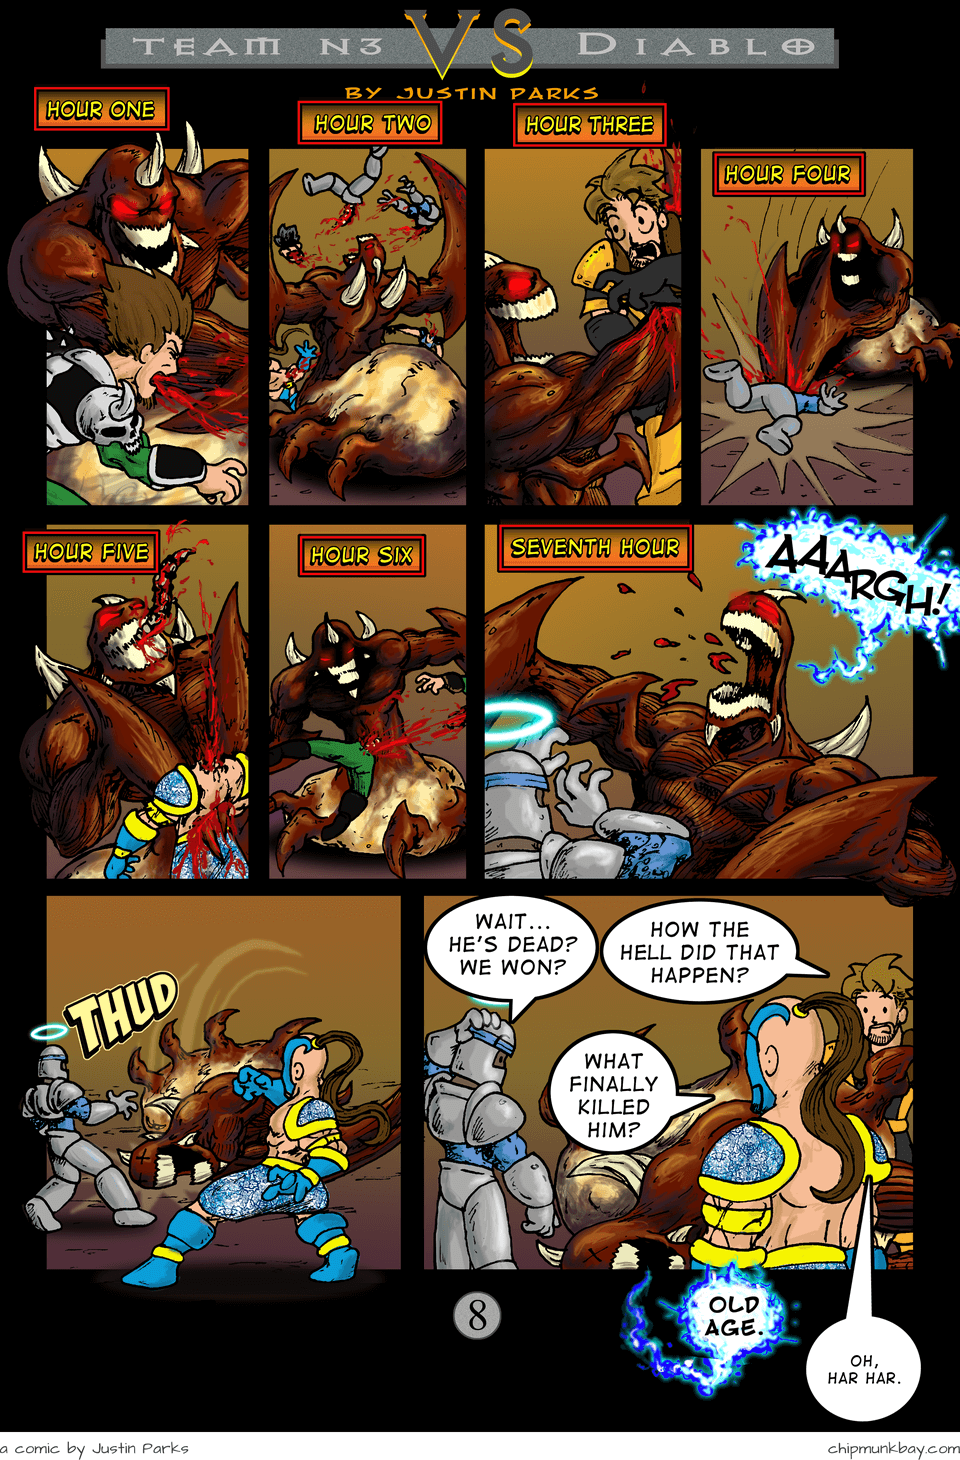 TEAM N3 VS DIABLO
BY JUSTIN PARKS
HOUR ONE
HOUR TWO
HOUR THREE
HOUR FOUR
HOUR FIVE
HOUR SIX
SEVENTH HOUR
AAARGH!
THUD
WAIT...
HE'S DEAD?
WE WON?
HOW THE
HELL DID THAT
HAPPEN?
WHAT
FINALLY
KILLED
HIM?
OLD
AGE.
OH,
HAR HAR.
8
a comic by Justin Parks
chipmunkbay.com